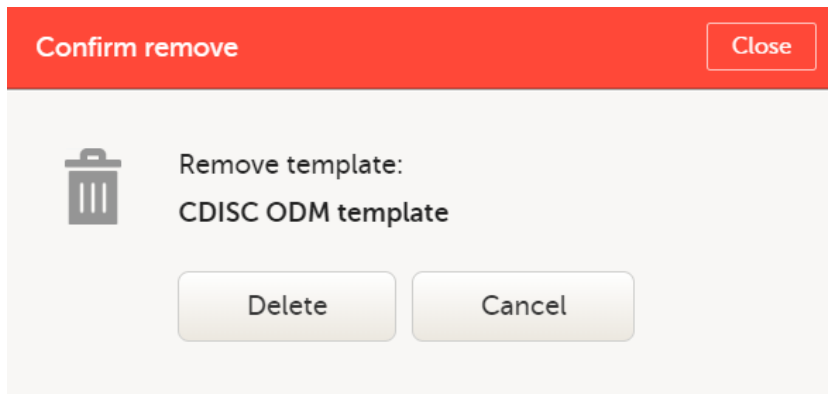 Confirm remove
Close
Remove template:
CDISC ODM template
Delete
Cancel